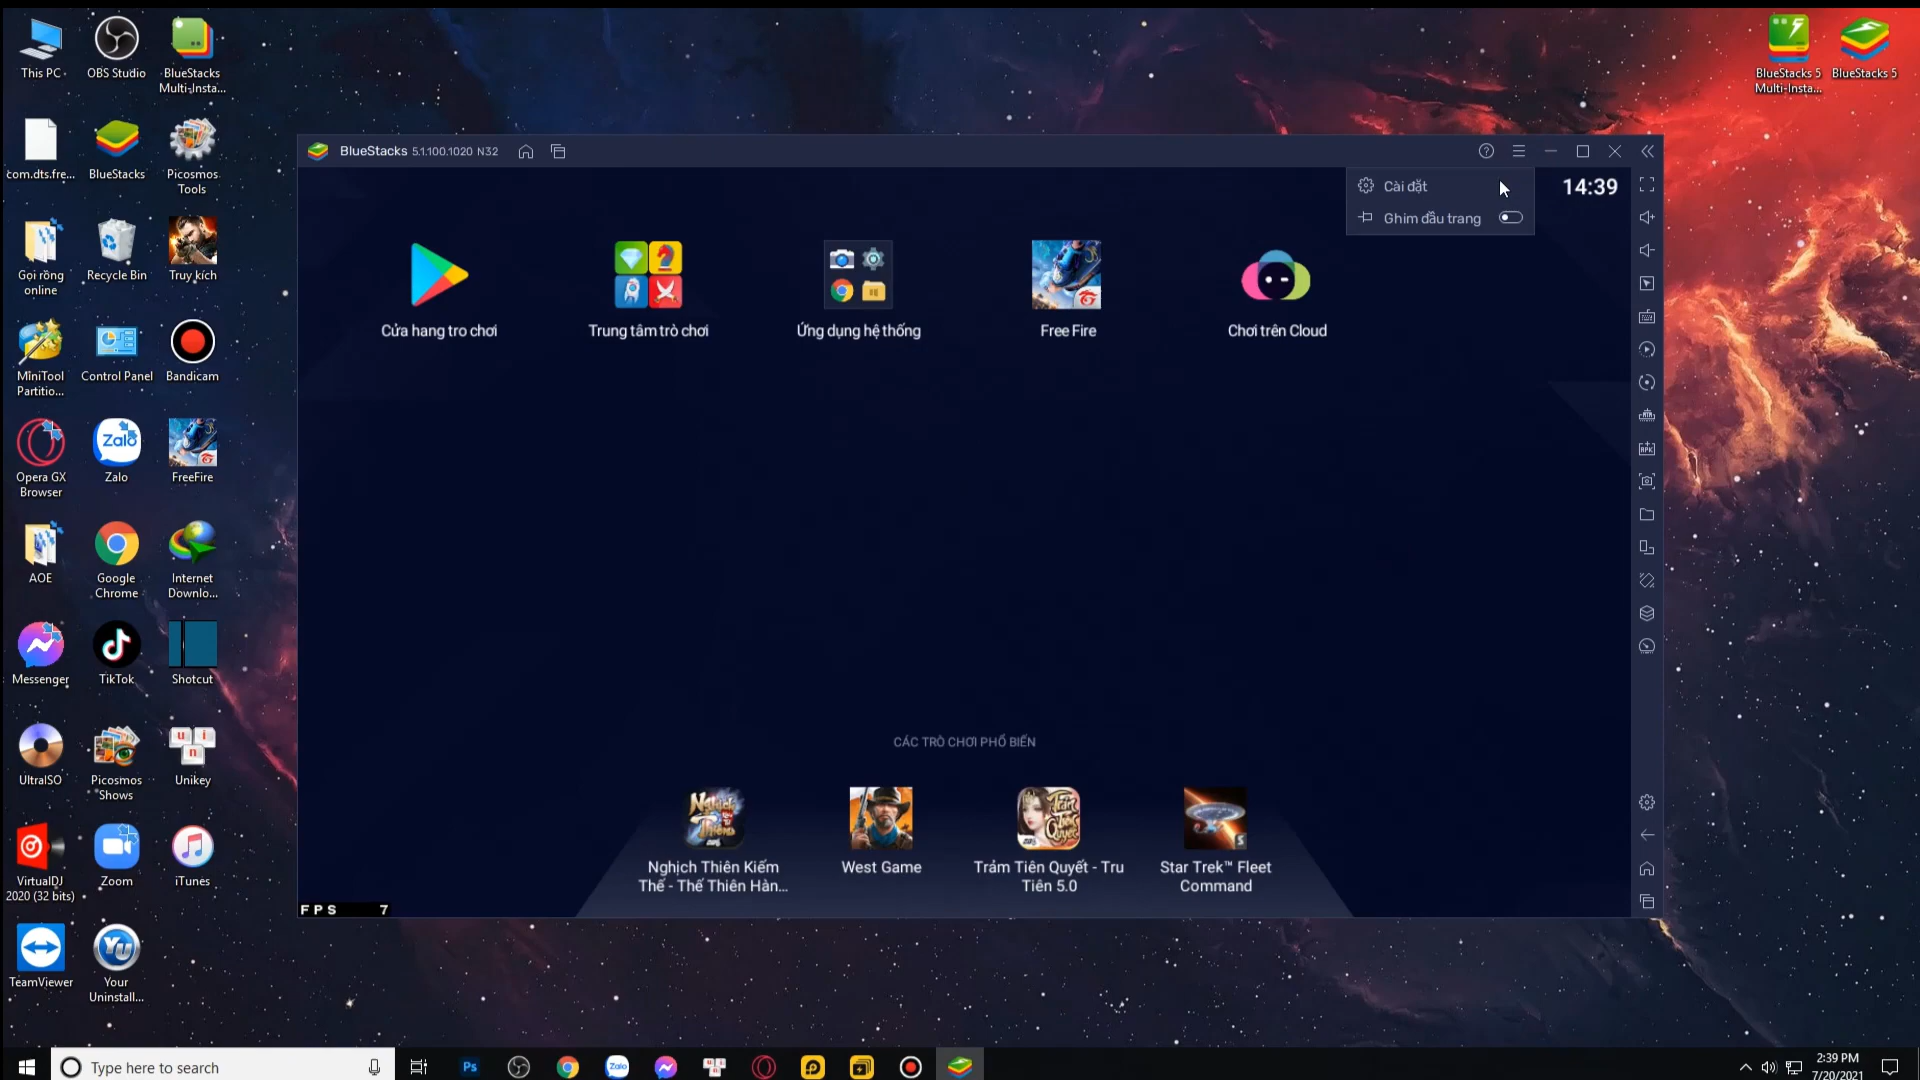 This PC
OBS Studio
BlueStacks
Multi-Insta...
BlueStacks 5
Multi-Insta...
BlueStacks 5
com.dts.fre...
BlueStacks
Picosmos
Tools
BlueStacks 5.1.100.1020 N32
Cài đặt
Ghim đầu trang
14:39
Gọi rồng
online
Recycle Bin
Truy kích
Cửa hang tro chơi
Trung tâm trò chơi
Ứng dụng hệ thống
Free Fire
Chơi trên Cloud
MiniTool
Partitio...
Control Panel
Bandicam
Opera GX
Browser
Zalo
Zalo
FreeFire
AOE
Google
Chrome
Internet
Downlo...
Messenger
TikTok
Shotcut
UltraISO
Picosmos
Shows
u i
n
Unikey
CÁC TRÒ CHƠI PHỔ BIẾN
Nghịch Thiên Kiếm
Thế - Thế Thiên Hàn...
West Game
Trảm Tiên Quyết - Tru
Tiên 5.0
Star Trek™ Fleet
Command
VirtualDJ
2020 (32 bits)
Zoom
iTunes
FPS 7
TeamViewer
Yu
Your
Uninstall...
Type here to search
Ps
Zalo
2:39 PM
7/20/2021